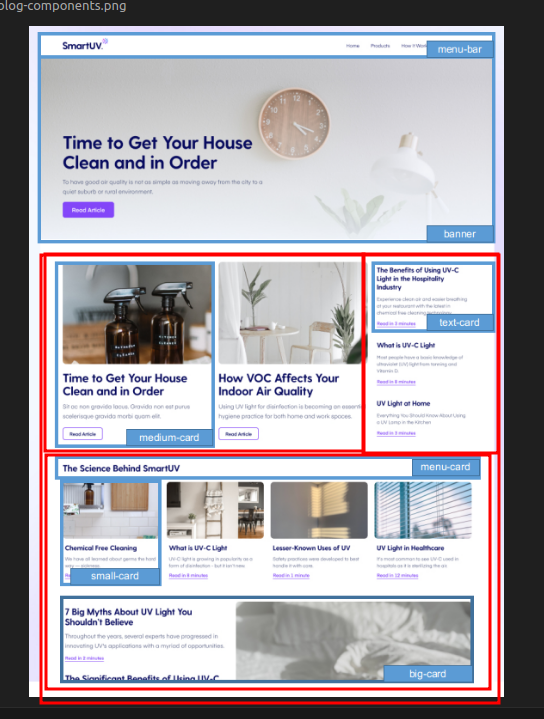 blog-components.png
SmartUV.
Home Products How It Work
menu-bar
Time to Get Your House
Clean and in Order
To have good air quality is not as simple as moving away from the city to a
quiet suburb or rural environment.
Read Article
banner
Time to Get Your House
Clean and in Order
Sit ac non gravida lacus. Gravida non est purus
scelerisque gravida morbi quam elit.
Read Article
medium-card
How VOC Affects Your
Indoor Air Quality
Using UV light for disinfection is becoming an essenti
hygiene practice for both home and work spaces.
Read Article
The Benefits of Using UV-C
Light in the Hospitality
Industry
Experience clean air and easier breathing
at your restaurant with the latest in
chemical free cleaning technology.
Read in 3 minutes
text-card
What is UV-C Light
Most people have a basic knowledge of
ultraviolet (UV) light from tanning and
Vitamin D.
Read in 8 minutes
UV Light at Home
Everything You Should Know About Using
a UV Lamp in the Kitchen
Read in 3 minutes
The Science Behind SmartUV
menu-card
Chemical Free Cleaning
We have all learned about germs the hard
way — sickness.
small-card
What is UV-C Light
UV-C light is growing in popularity as a
form of disinfection - but it isn't new.
Read in 6 minutes
Lesser-Known Uses of UV
Safety practices were developed to best
handle it with care.
Read in 1 minute
UV Light in Healthcare
It's most common to see UV-C used in
hospitals as it is sterilizing the air.
Read in 12 minutes
7 Big Myths About UV Light You
Shouldn't Believe
Throughout the years, several experts have progressed in
innovating UV's applications with a myriad of opportunities.
Read in 5 minutes
The Significant Benefits of Using UV-C
big-card